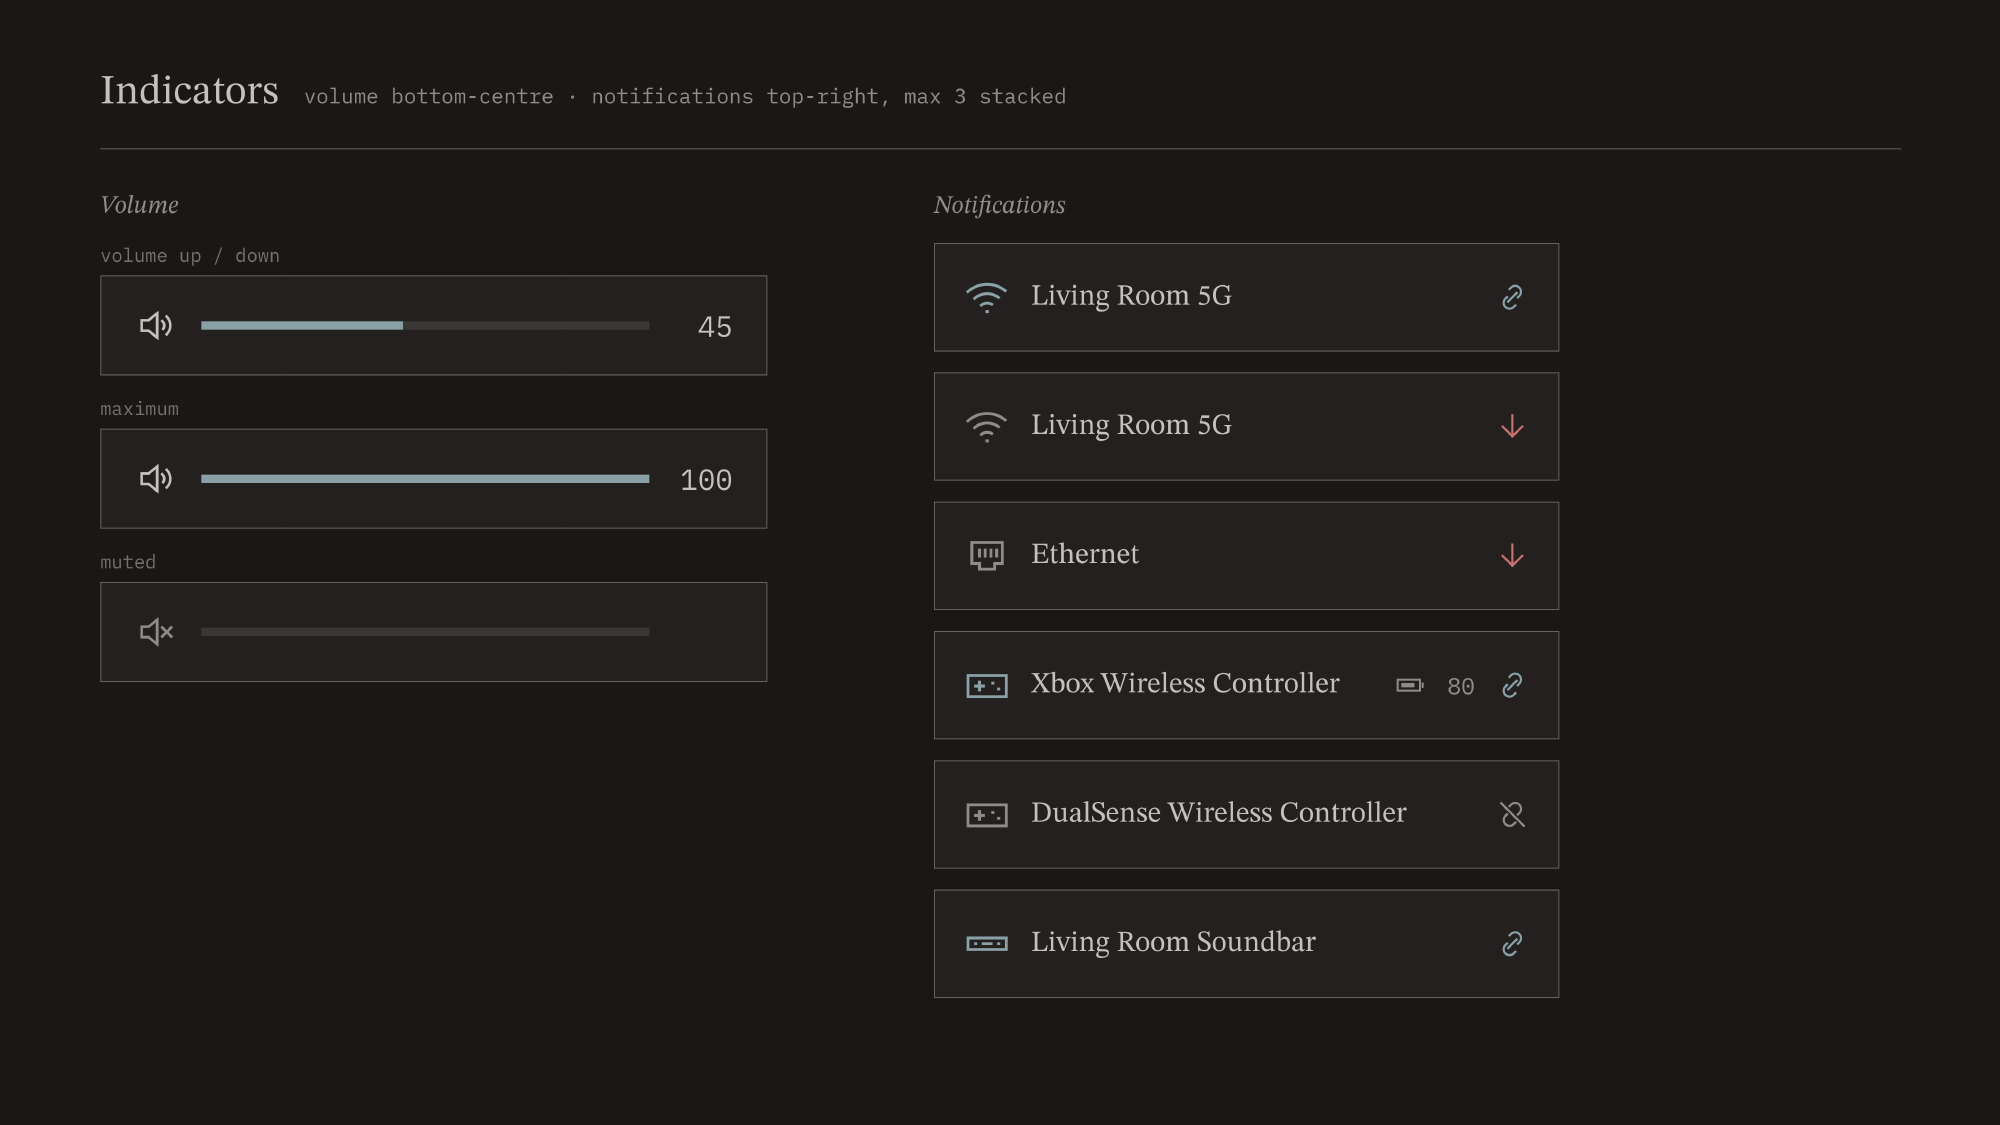 Indicators volume bottom-centre · notifications top-right, max 3 stacked
Volume
volume up / down
45
maximum
100
muted
Notifications
Living Room 5G
Living Room 5G
Ethernet
Xbox Wireless Controller 80
DualSense Wireless Controller
Living Room Soundbar